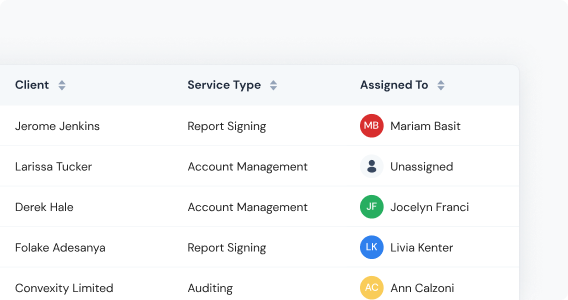 Client Service Type Assigned To
Jerome Jenkins Report Signing MB Mariam Basit
Larissa Tucker Account Management Unassigned
Derek Hale Account Management JF Jocelyn Franci
Folake Adesanya Report Signing LK Livia Kenter
Convexity Limited Auditing AC Ann Calzoni